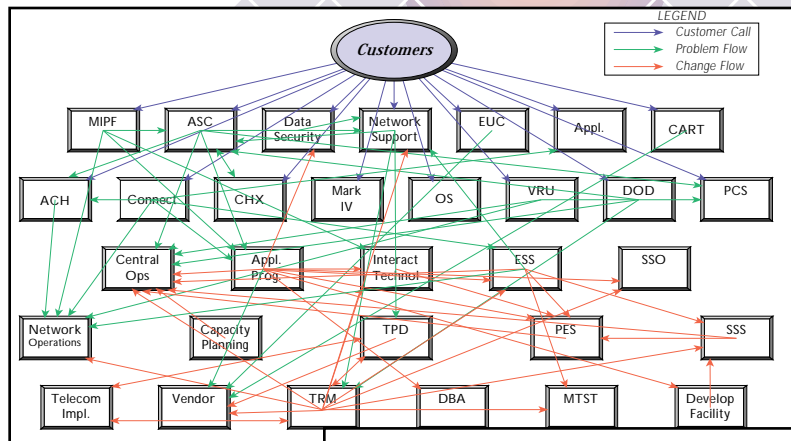 LEGEND
Customer Call
Problem Flow
Change Flow
Customers
MIPF
ASC
Data
Security
Network
Support
EUC
Appl.
CART
ACH
Connect
CHX
Mark
IV
OS
VRU
DOD
PCS
Central
Ops
Appl.
Prog.
Interact
Technol
ESS
SSO
Network
Operations
Capacity
Planning
TPD
PES
SSS
Telecom
Impl.
Vendor
TRM
DBA
MTST
Develop
Facility